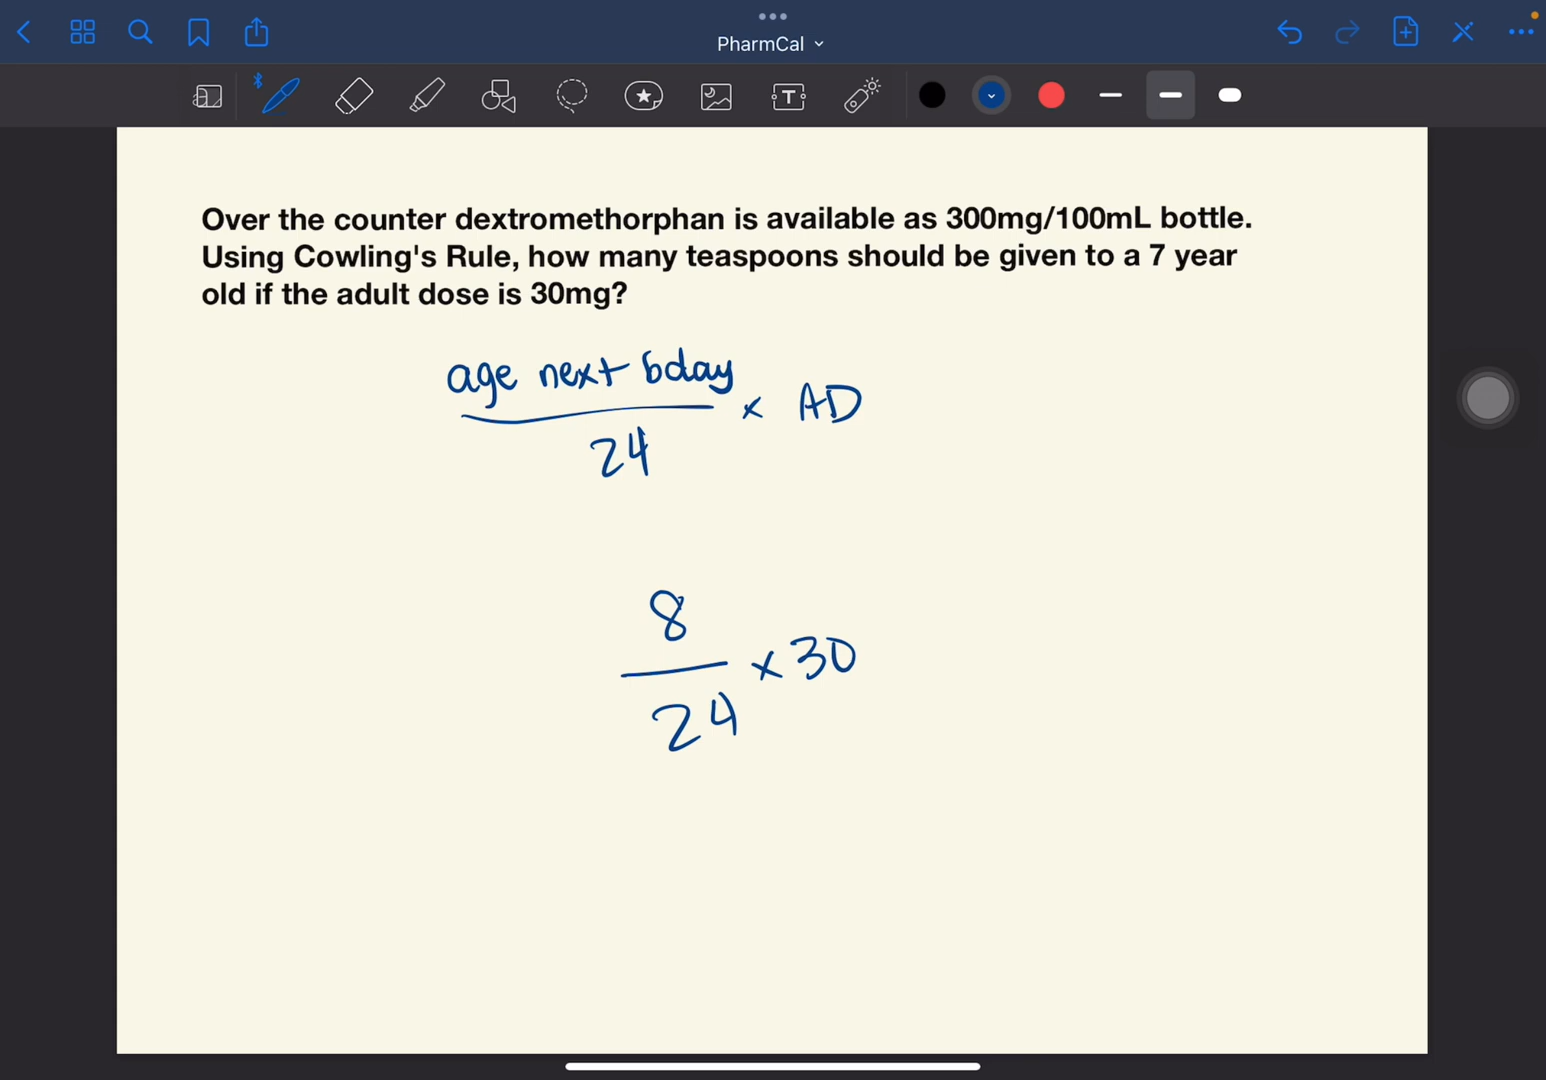 PharmCal
Over the counter dextromethorphan is available as 300mg/100mL bottle.
Using Cowling's Rule, how many teaspoons should be given to a 7 year
old if the adult dose is 30mg?
age next bday
× AD
24
8
× 30
24